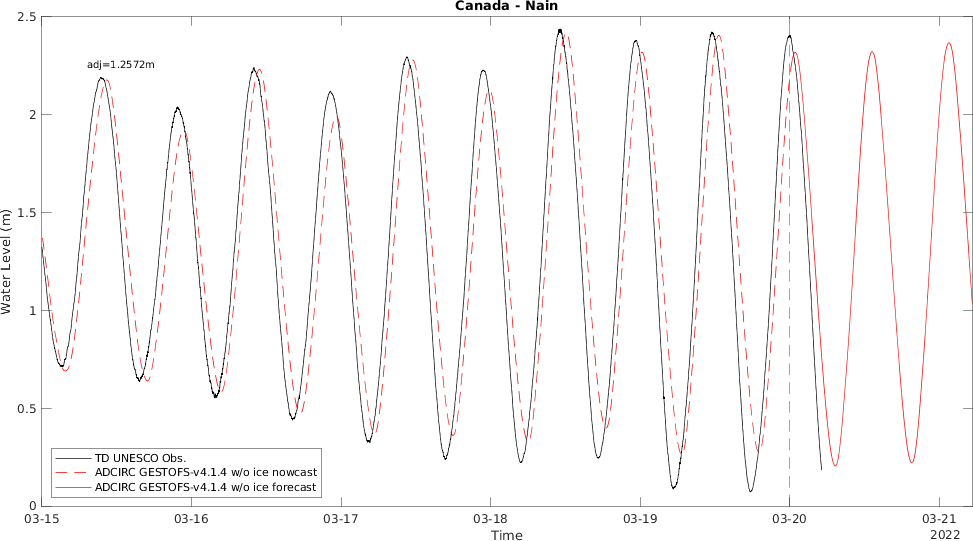 Canada - Nain
2.5
adj=1.2572m
2
1.5
Water Level (m)
1
0.5
TD UNESCO Obs.
ADCIRC GESTOFS-v4.1.4 w/o ice nowcast
ADCIRC GESTOFS-v4.1.4 w/o ice forecast
0
03-15 03-16 03-17 03-18 03-19 03-20 03-21
Time 2022